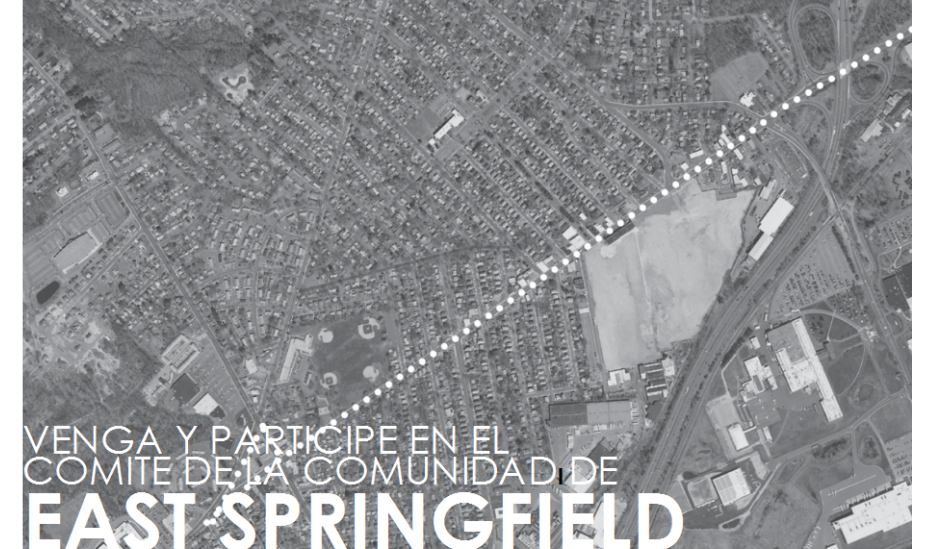 VENGA Y PARTICIPE EN EL
COMITE DE LA COMUNIDAD DE
EAST SPRINGFIELD